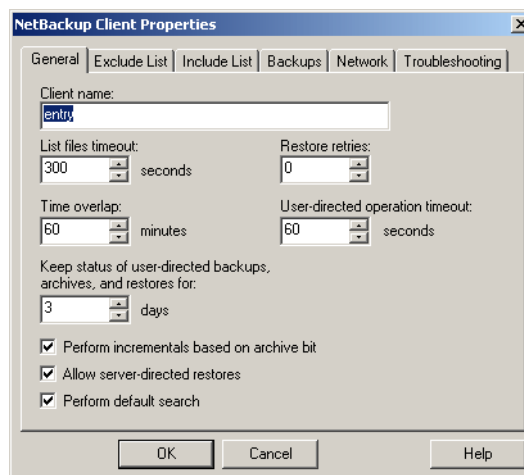 NetBackup Client Properties
General Exclude List Include List Backups Network Troubleshooting
Client name:
entry
List files timeout: Restore retries:
300 seconds 0
Time overlap: User-directed operation timeout:
60 minutes 60 seconds
Keep status of user-directed backups,
archives, and restores for:
3 days
Perform incrementals based on archive bit
Allow server-directed restores
Perform default search
OK Cancel Help